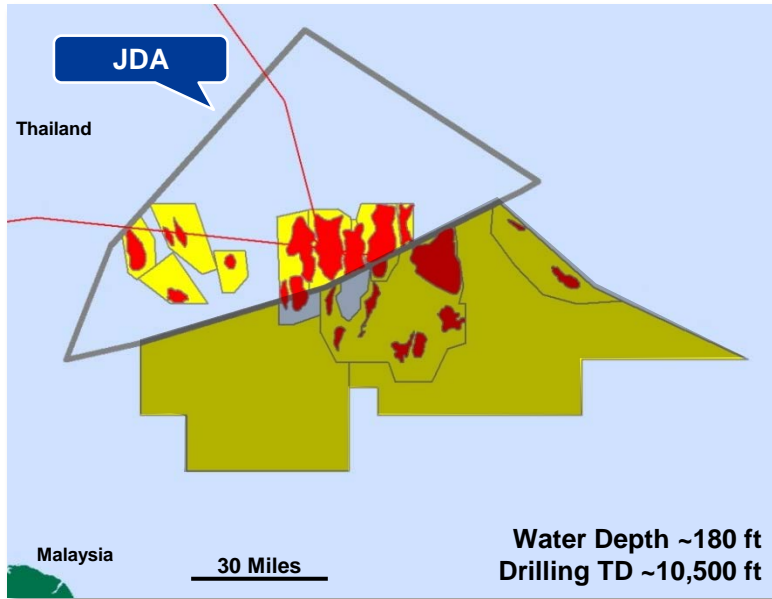 JDA
Thailand
Malaysia
30 Miles
Water Depth ~180 ft
Drilling TD ~10,500 ft